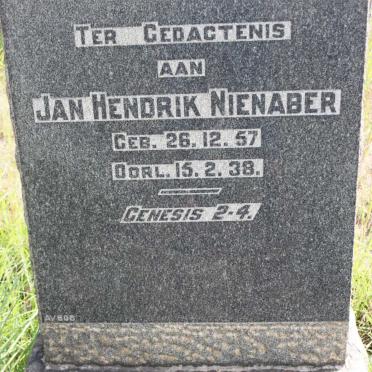 TER GEDACTENIS
AAN
JAN HENDRIK NIENABER
GEB. 26. 12. 57
OORL. 15. 2. 38.
GENESIS 2-4.